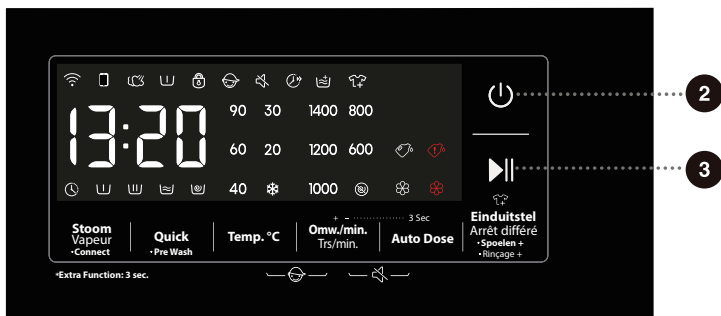 2
13:20
90 30 1400 800
60 20 1200 600
40 1000
3
+ - 3 Sec
Stoom
Vapeur
•Connect
Quick
•Pre Wash
Temp. °C
Omw./min.
Trs/min.
Auto Dose
Einduitstel
Arrêt différé
•Spoelen +
•Rinçage +
*Extra Function: 3 sec.